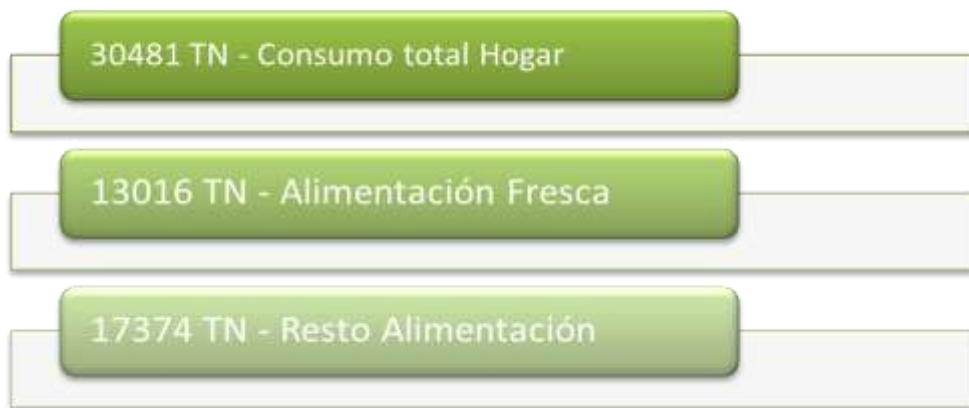 30481 TN - Consumo total Hogar
13016 TN - Alimentación Fresca
17374 TN - Resto Alimentación